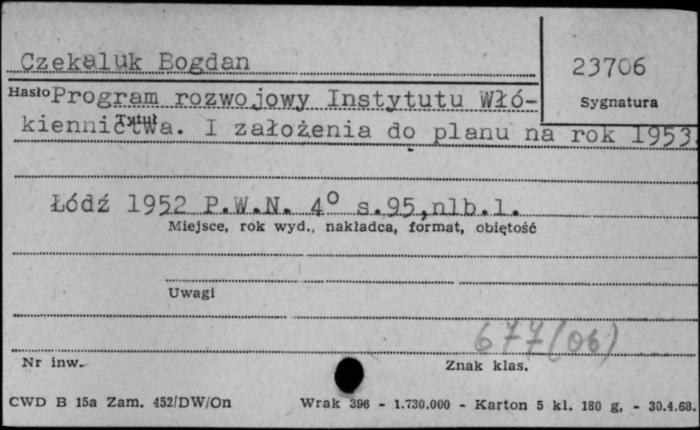 Czekaluk Bogdan
23706
Hasło
Sygnatura
Program rozwojowy Instytutu Włó-
Tytuł
kiennictwa. I założenia do planu na rok 1953.
Łódź 1952 P.W.N. 4° s.95,nlb.1.
Miejsce, rok wyd., nakładca, format, objętość
Uwagi
677(06)
Nr inw.
Znak klas.
CWD B 15a Zam. 452/DW/On Wrak 396 - 1.730.000 - Karton 5 kl. 180 g, - 30.4.68.